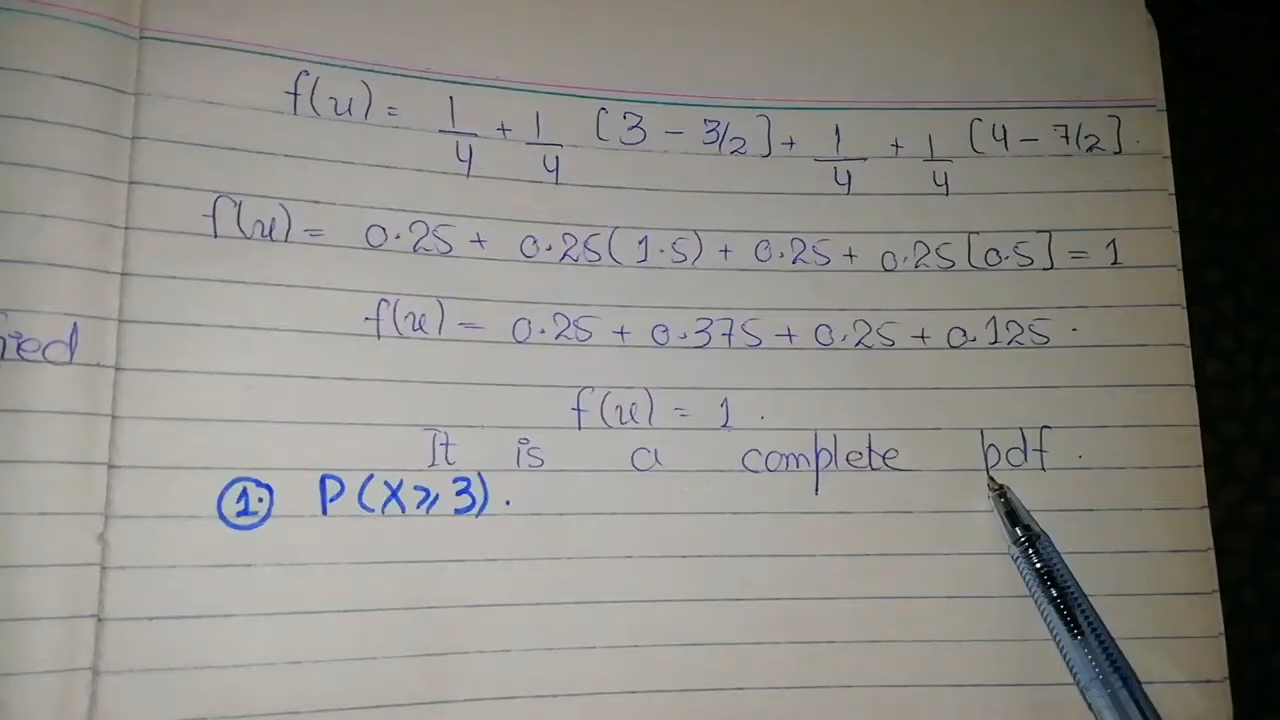 f(x) = 1/4 + 1/4 [3 - 3/2] + 1/4 + 1/4 [4 - 7/2].
f(x) = 0.25 + 0.25(1.5) + 0.25 + 0.25[0.5] = 1
f(x) = 0.25 + 0.375 + 0.25 + 0.125.
f(x) = 1.
It is a complete pdf.
① P(X⩾3).